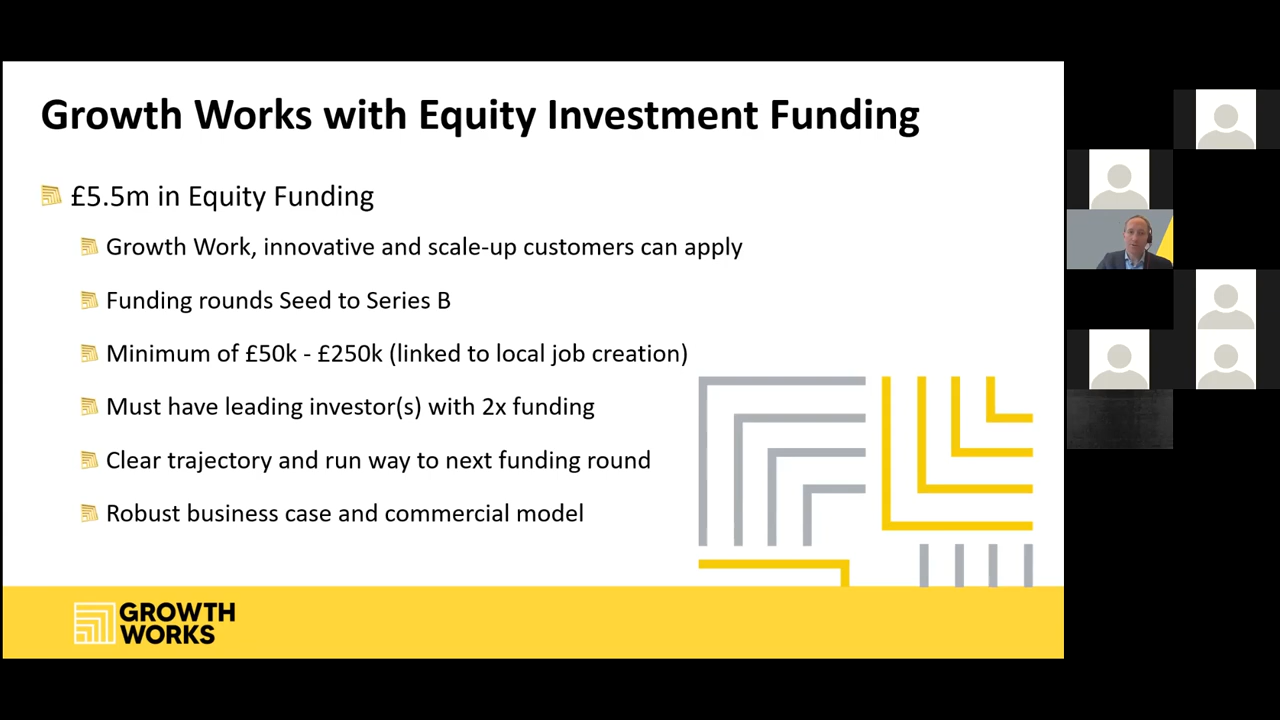 Growth Works with Equity Investment Funding
£5.5m in Equity Funding
Growth Work, innovative and scale-up customers can apply
Funding rounds Seed to Series B
Minimum of £50k - £250k (linked to local job creation)
Must have leading investor(s) with 2x funding
Clear trajectory and run way to next funding round
Robust business case and commercial model
GROWTH
WORKS